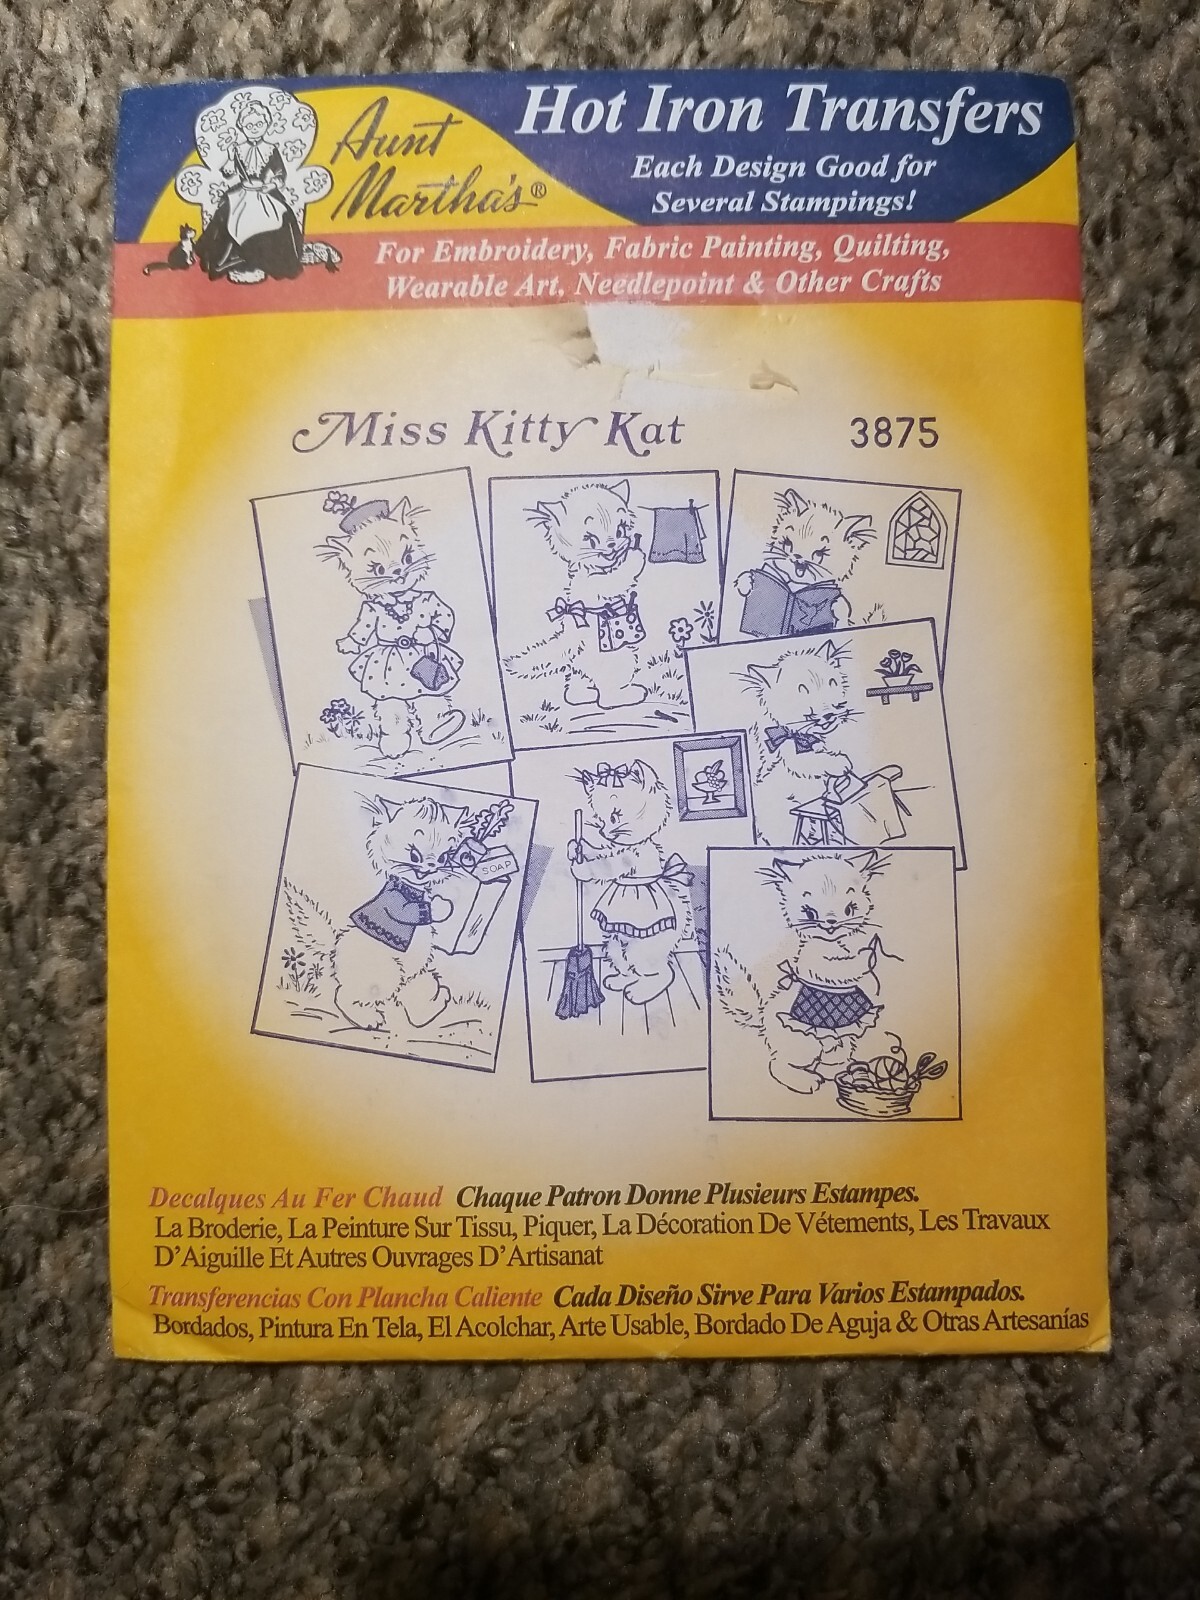 Aunt
Martha's®
Hot Iron Transfers
Each Design Good for
Several Stampings!
For Embroidery, Fabric Painting, Quilting,
Wearable Art, Needlepoint & Other Crafts
Miss Kitty Kat 3875
SOAP
Decalques Au Fer Chaud Chaque Patron Donne Plusieurs Estampes.
La Broderie, La Peinture Sur Tissu, Piquer, La Décoration De Vétements, Les Travaux
D'Aiguille Et Autres Ouvrages D'Artisanat
Transferencias Con Plancha Caliente Cada Diseño Sirve Para Varios Estampados.
Bordados, Pintura En Tela, El Acolchar, Arte Usable, Bordado De Aguja & Otras Artesanías